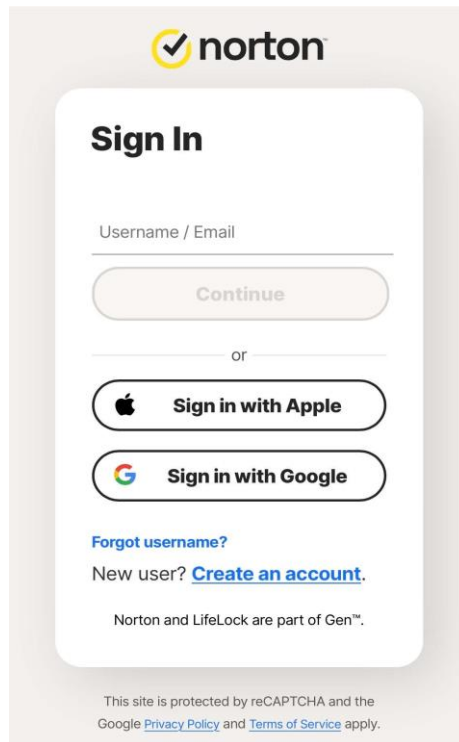 norton™
Sign In
Username / Email
Continue
or
Sign in with Apple
Sign in with Google
Forgot username?
New user? Create an account.
Norton and LifeLock are part of Gen™.
This site is protected by reCAPTCHA and the
Google Privacy Policy and Terms of Service apply.